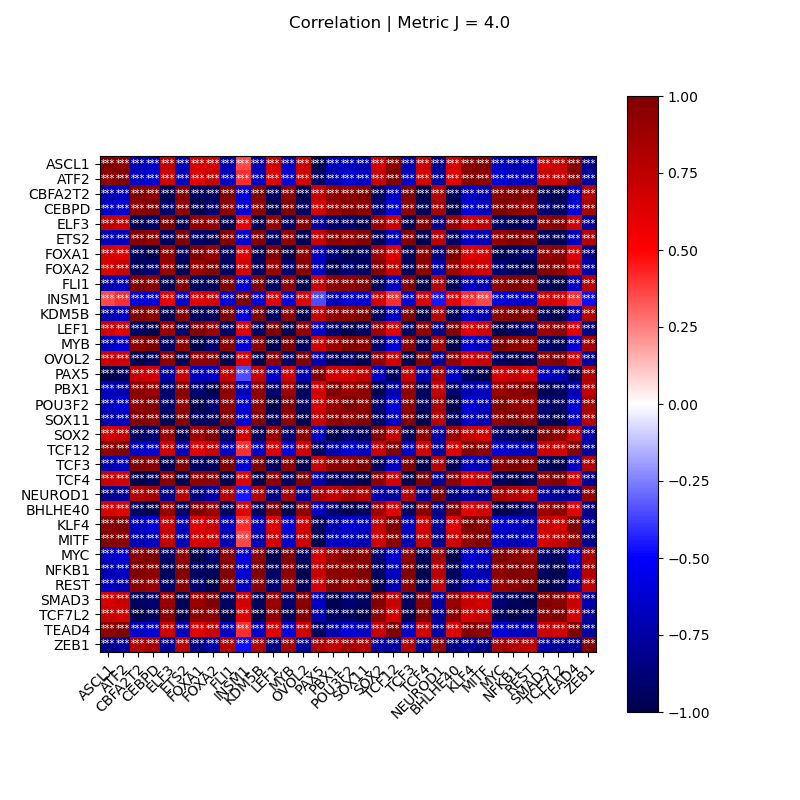 Correlation | Metric J = 4.0
ASCL1
ATF2
CBFA2T2
CEBPD
ELF3
ETS2
FOXA1
FOXA2
FLI1
INSM1
KDM5B
LEF1
MYB
OVOL2
PAX5
PBX1
POU3F2
SOX11
SOX2
TCF12
TCF3
TCF4
NEUROD1
BHLHE40
KLF4
MITF
MYC
NFKB1
REST
SMAD3
TCF7L2
TEAD4
ZEB1
ASCL1
ATF2
CBFA2T2
CEBPD
ELF3
ETS2
FOXA1
FOXA2
FLI1
INSM1
KDM5B
LEF1
MYB
OVOL2
PAX5
PBX1
POU3F2
SOX11
SOX2
TCF12
TCF3
TCF4
NEUROD1
BHLHE40
KLF4
MITF
MYC
NFKB1
REST
SMAD3
TCF7L2
TEAD4
ZEB1
1.00
0.75
0.50
0.25
0.00
−0.25
−0.50
−0.75
−1.00